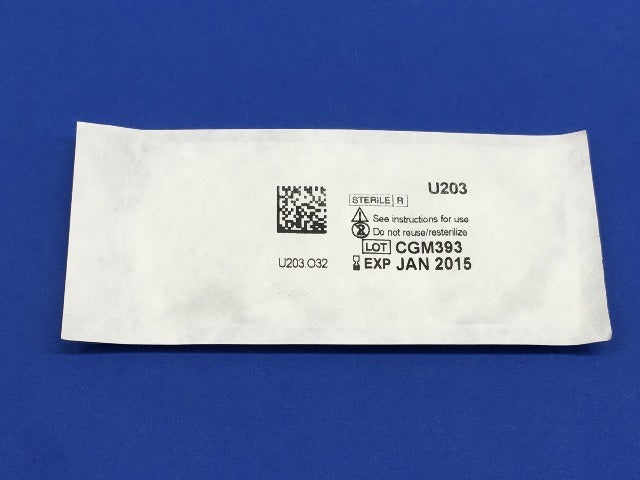 U203
STERILE R
See instructions for use
Do not reuse/resterilize
LOT CGM393
EXP JAN 2015
U203.O32